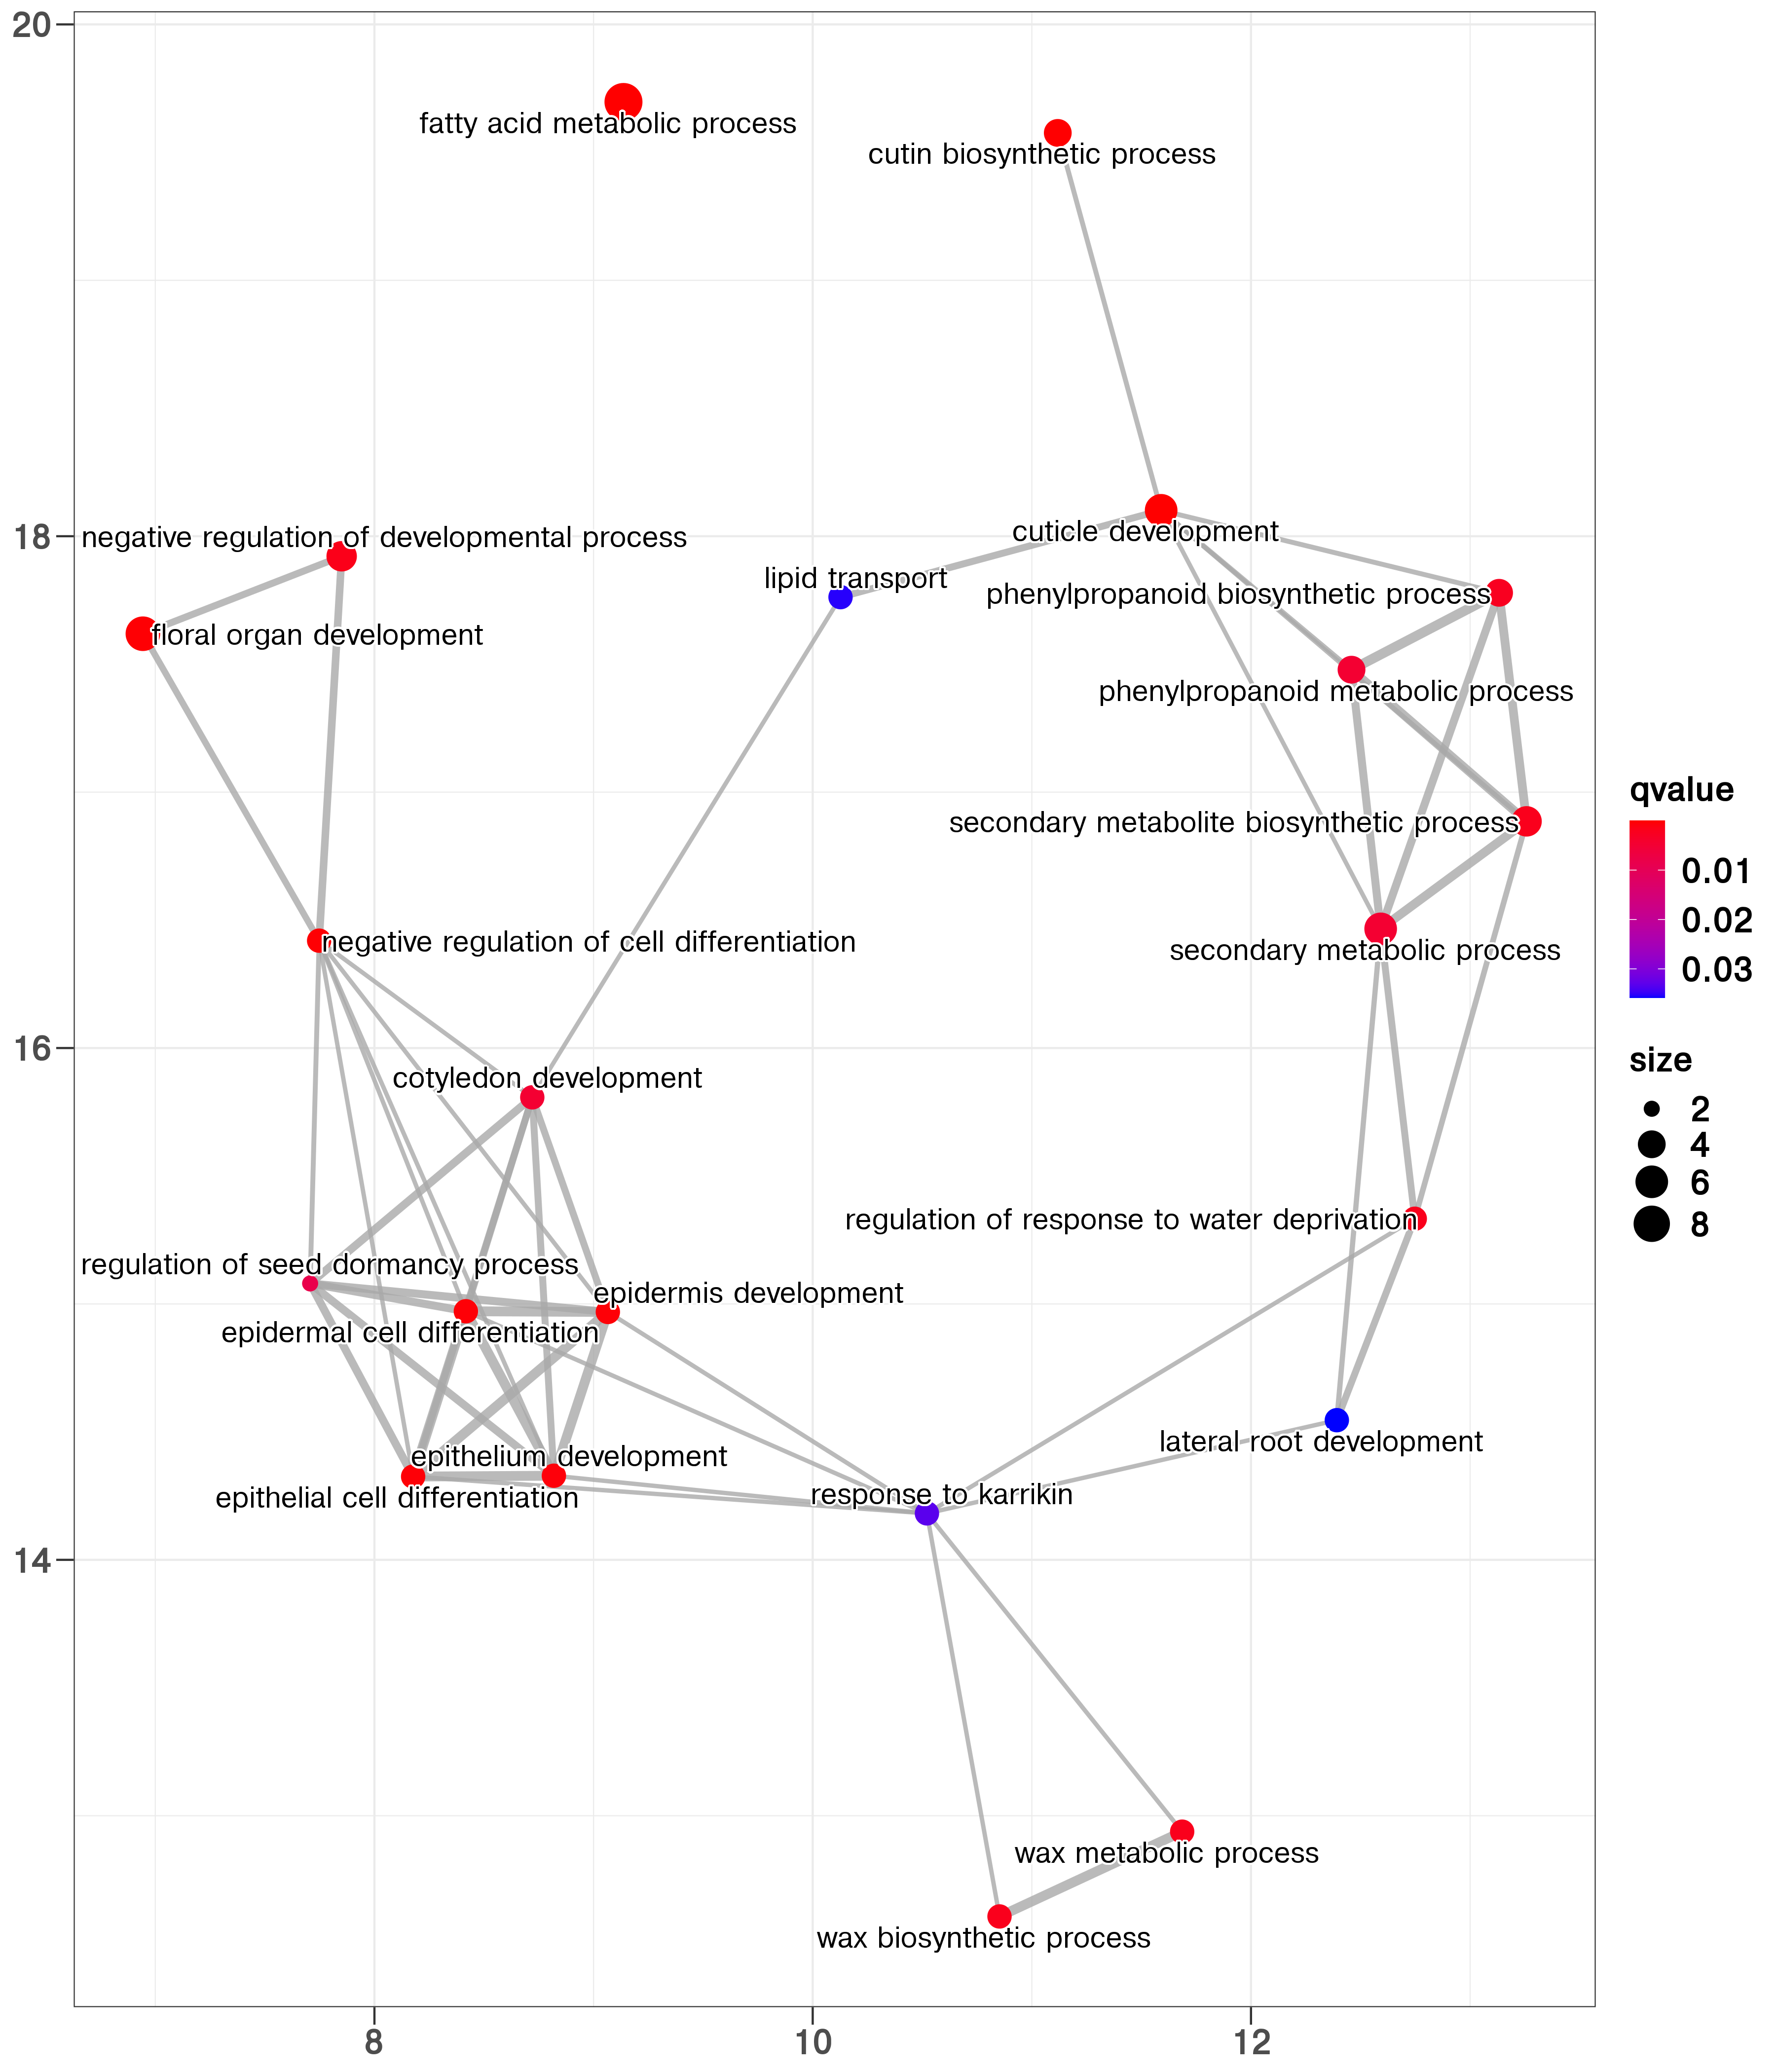 20
fatty acid metabolic process
cutin biosynthetic process
18
negative regulation of developmental process
cuticle development
lipid transport
phenylpropanoid biosynthetic process
floral organ development
phenylpropanoid metabolic process
secondary metabolite biosynthetic process
negative regulation of cell differentiation
secondary metabolic process
16
cotyledon development
regulation of response to water deprivation
regulation of seed dormancy process
epidermis development
epidermal cell differentiation
lateral root development
epithelium development
epithelial cell differentiation
response to karrikin
14
wax metabolic process
wax biosynthetic process
8
10
12
qvalue
0.01
0.02
0.03
size
2
4
6
8